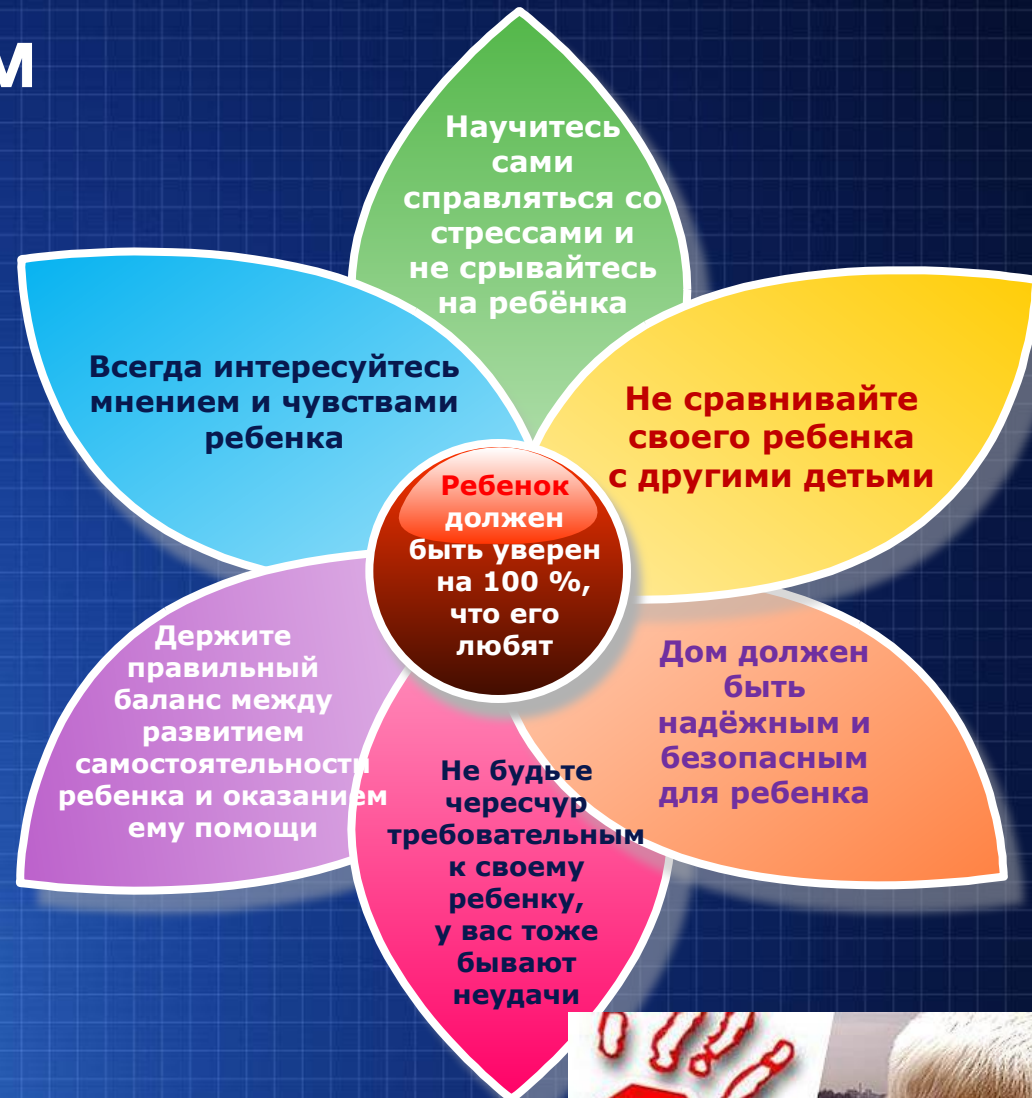 Научитесь
сами
справляться со
стрессами и
не срывайтесь
на ребёнка
Всегда интересуйтесь
мнением и чувствами
ребенка
Не сравнивайте
своего ребенка
с другими детьми
Ребенок
должен
быть уверен
на 100 %,
что его
любят
Держите
правильный
баланс между
развитием
самостоятельности
ребенка и оказанием
ему помощи
Дом должен
быть
надёжным и
безопасным
для ребенка
Не будьте
чересчур
требовательным
к своему
ребенку,
у вас тоже
бывают
неудачи